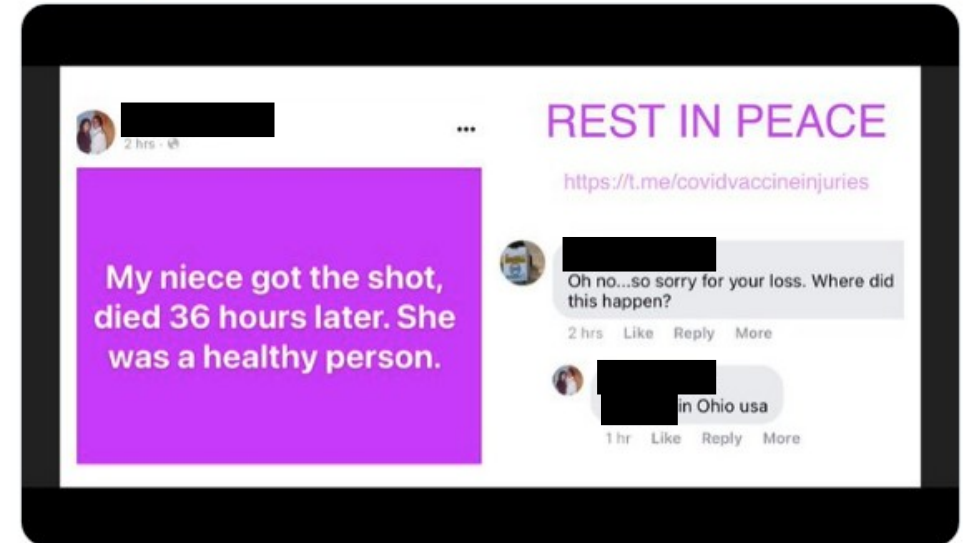 2 hrs ·
...
My niece got the shot,
died 36 hours later. She
was a healthy person.
REST IN PEACE
https://t.me/covidvaccineinjuries
Oh no...so sorry for your loss. Where did
this happen?
2 hrs Like Reply More
in Ohio usa
1 hr Like Reply More